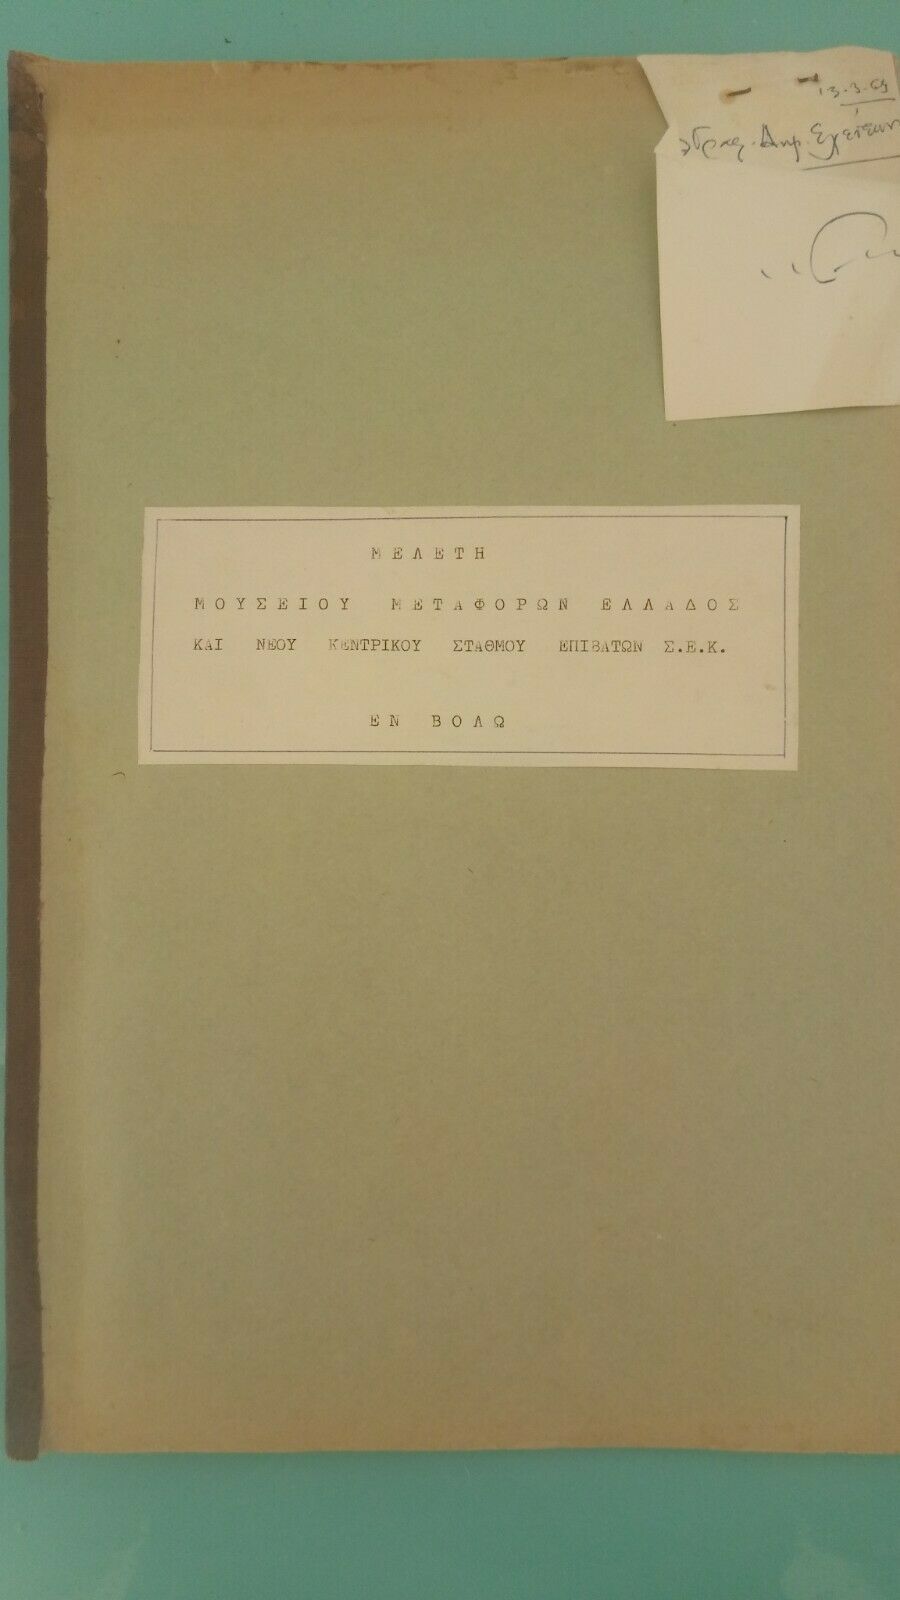 13-3-69
ΜΕΛΕΤΗ
ΜΟΥΣΕΙΟΥ ΜΕΤΑΦΟΡΩΝ ΕΛΛΑΔΟΣ
ΚΑΙ ΝΕΟΥ ΚΕΝΤΡΙΚΟΥ ΣΤΑΘΜΟΥ ΕΠΙΒΑΤΩΝ Σ.Ε.Κ.
ΕΝ ΒΟΛΩ